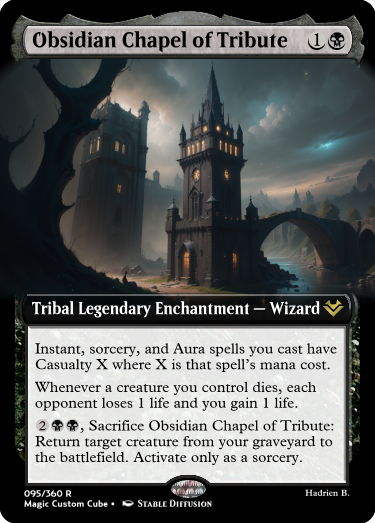 Obsidian Chapel of Tribute 1
Tribal Legendary Enchantment — Wizard
Instant, sorcery, and Aura spells you cast have
Casualty X where X is that spell's mana cost.
Whenever a creature you control dies, each
opponent loses 1 life and you gain 1 life.
2, Sacrifice Obsidian Chapel of Tribute:
Return target creature from your graveyard to
the battlefield. Activate only as a sorcery.
095/360 R
Hadrien B.
Magic Custom Cube • Stable Diffusion